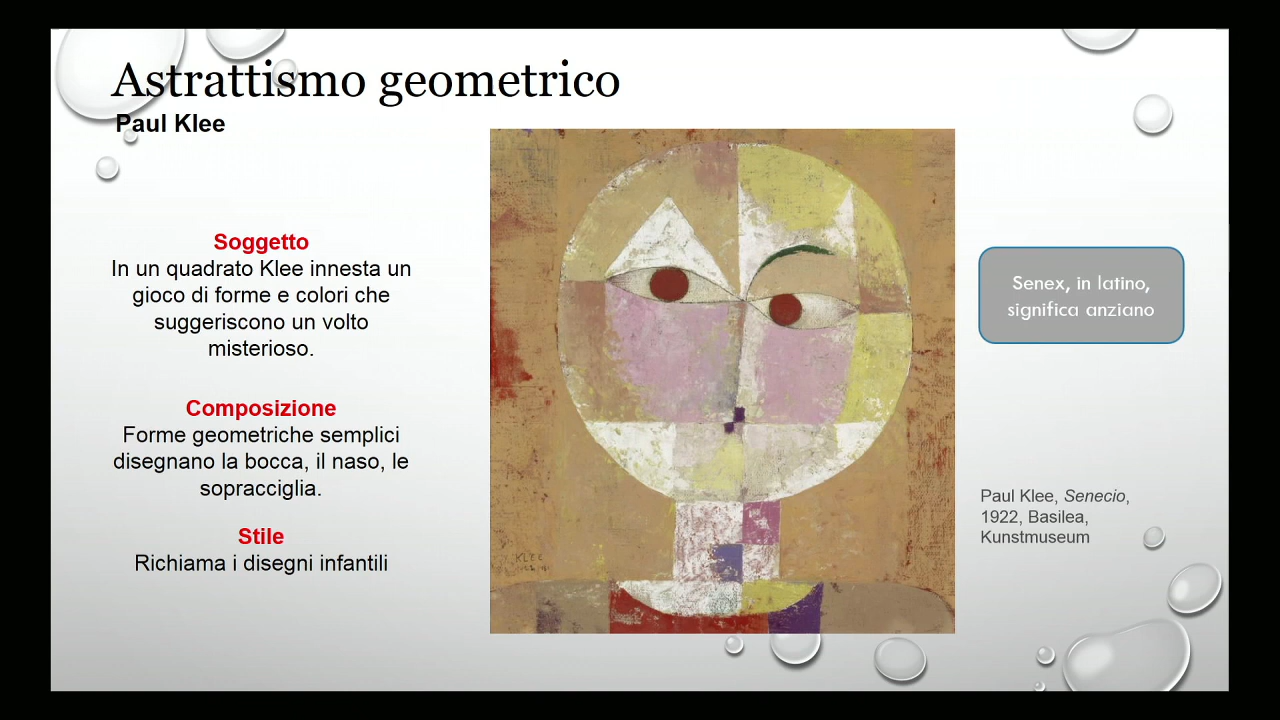 Astrattismo geometrico
Paul Klee
Soggetto
In un quadrato Klee innesta un
gioco di forme e colori che
suggeriscono un volto
misterioso.
Composizione
Forme geometriche semplici
disegnano la bocca, il naso, le
sopracciglia.
Stile
Richiama i disegni infantili
KLEE
Senex, in latino,
significa anziano
Paul Klee, Senecio,
1922, Basilea,
Kunstmuseum